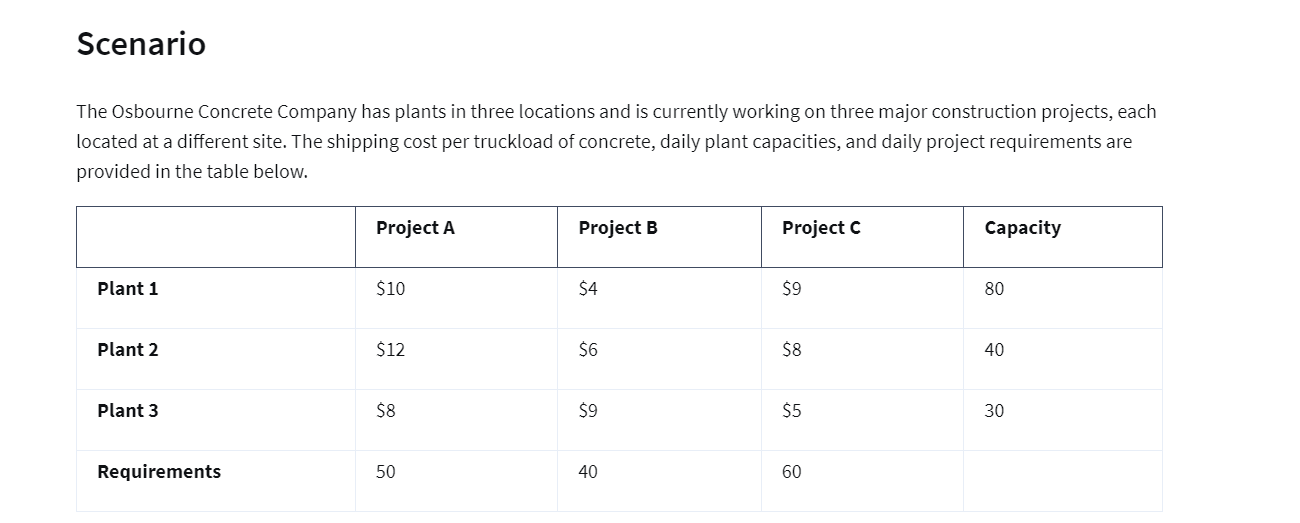 Scenario
The Osbourne Concrete Company has plants in three locations and is currently working on three major construction projects, each
located at a different site. The shipping cost per truckload of concrete, daily plant capacities, and daily project requirements are
provided in the table below.
Project A Project B Project C Capacity
Plant 1 $10 $4 $9 80
Plant 2 $12 $6 $8 40
Plant 3 $8 $9 $5 30
Requirements 50 40 60